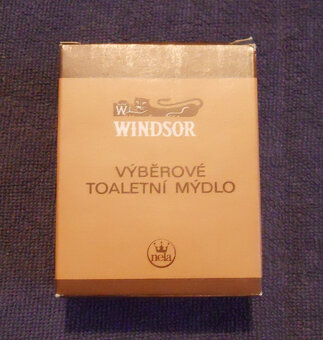 W
WINDSOR
VÝBĚROVÉ
TOALETNÍ MÝDLO
nela